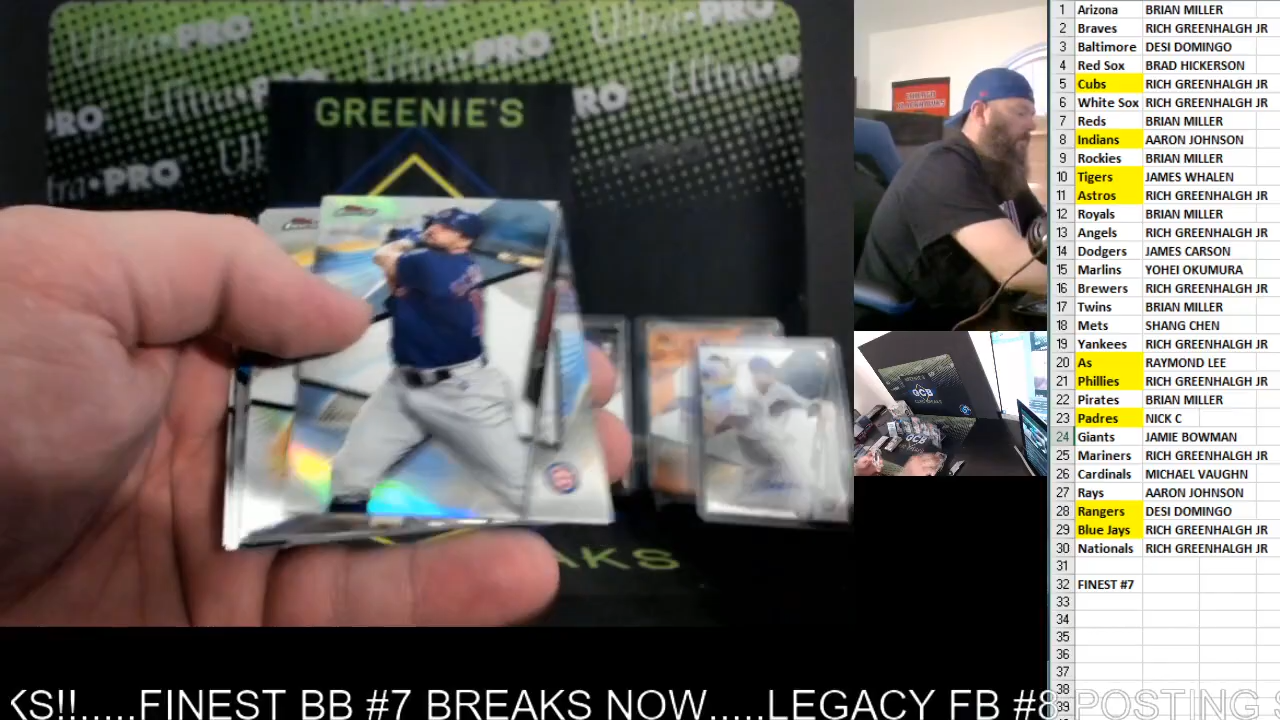 Ultra•PRO
GREENIE'S
1 Arizona BRIAN MILLER
2 Braves RICH GREENHALGH JR
3 Baltimore DESI DOMINGO
4 Red Sox BRAD HICKERSON
5 Cubs RICH GREENHALGH JR
6 White Sox RICH GREENHALGH JR
7 Reds BRIAN MILLER
8 Indians AARON JOHNSON
9 Rockies BRIAN MILLER
10 Tigers JAMES WHALEN
11 Astros RICH GREENHALGH JR
12 Royals BRIAN MILLER
13 Angels RICH GREENHALGH JR
14 Dodgers JAMES CARSON
15 Marlins YOHEI OKUMURA
16 Brewers RICH GREENHALGH JR
17 Twins BRIAN MILLER
18 Mets SHANG CHEN
19 Yankees RICH GREENHALGH JR
20 As RAYMOND LEE
21 Phillies RICH GREENHALGH JR
22 Pirates BRIAN MILLER
23 Padres NICK C
24 Giants JAMIE BOWMAN
25 Mariners RICH GREENHALGH JR
26 Cardinals MICHAEL VAUGHN
27 Rays AARON JOHNSON
28 Rangers DESI DOMINGO
29 Blue Jays RICH GREENHALGH JR
30 Nationals RICH GREENHALGH JR
31
32 FINEST #7
33
34
35
36
37
38
39
AKS
KS!!.....FINEST BB #7 BREAKS NOW.....LEGACY FB #8 POSTING S